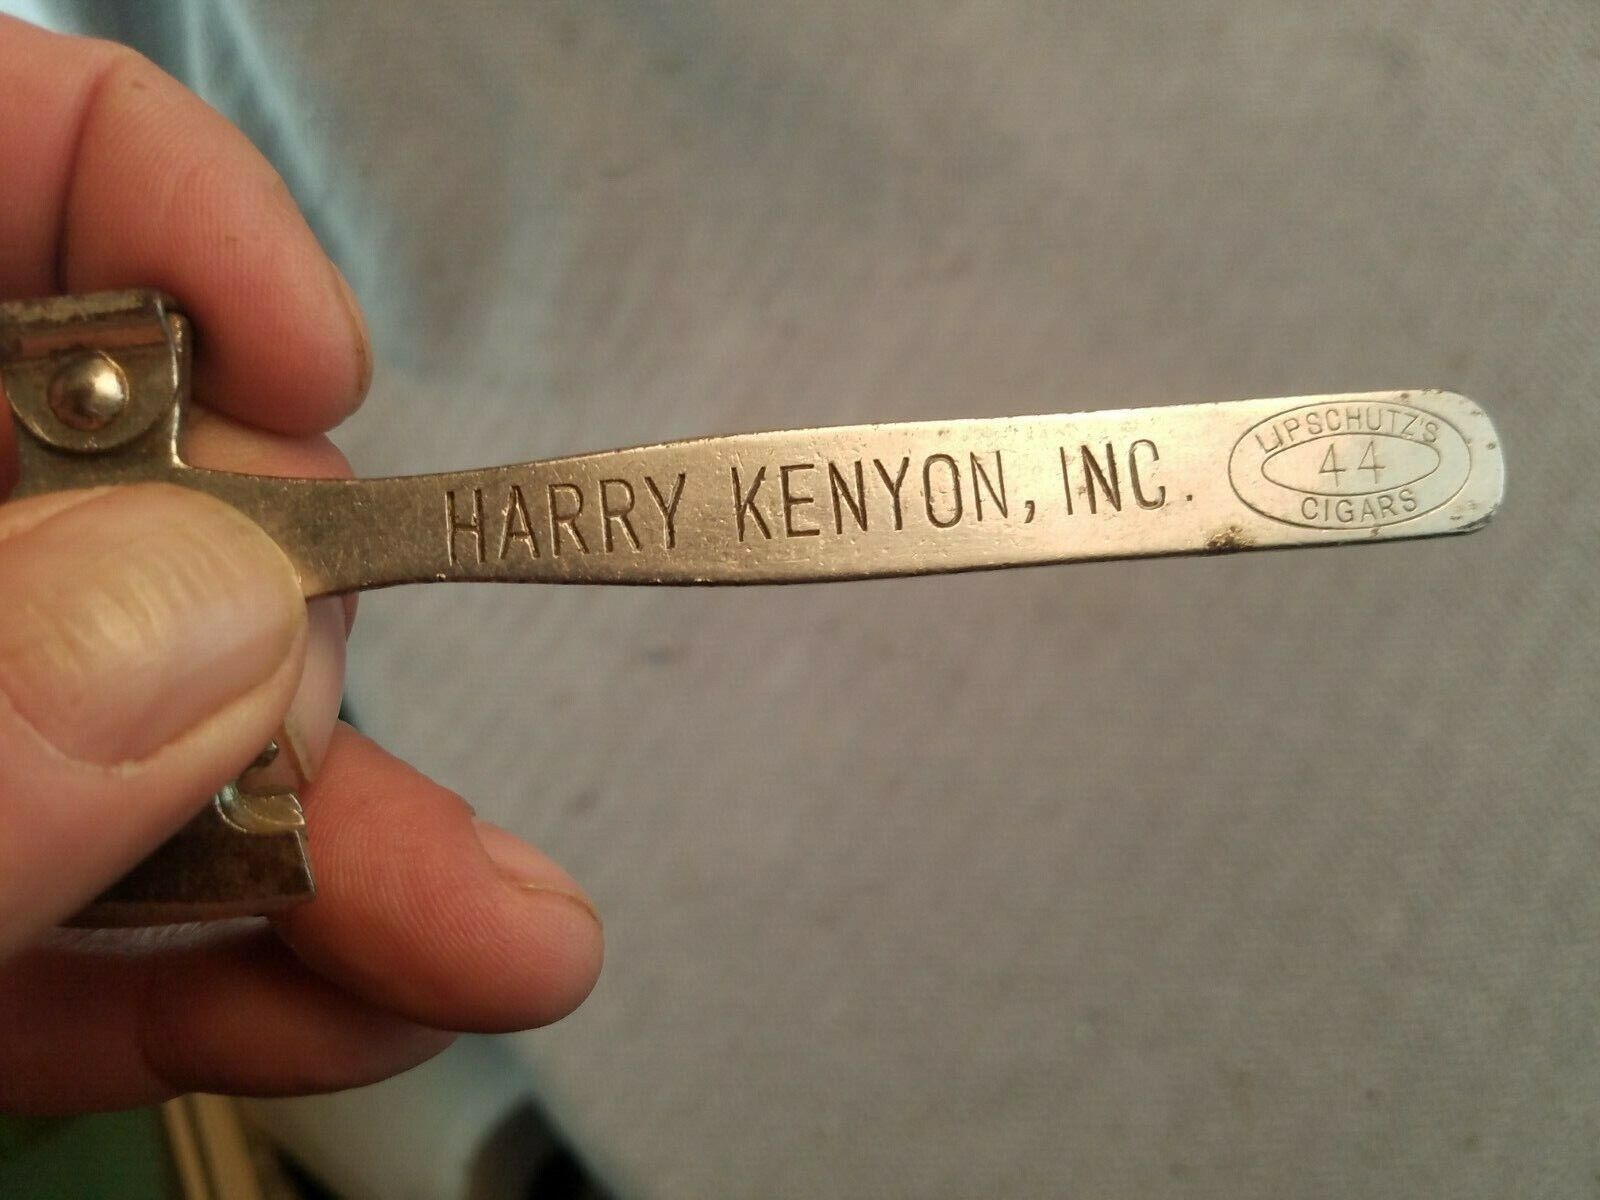 HARRY KENYON, INC.
LIPSCHUTZ'S
44
CIGARS